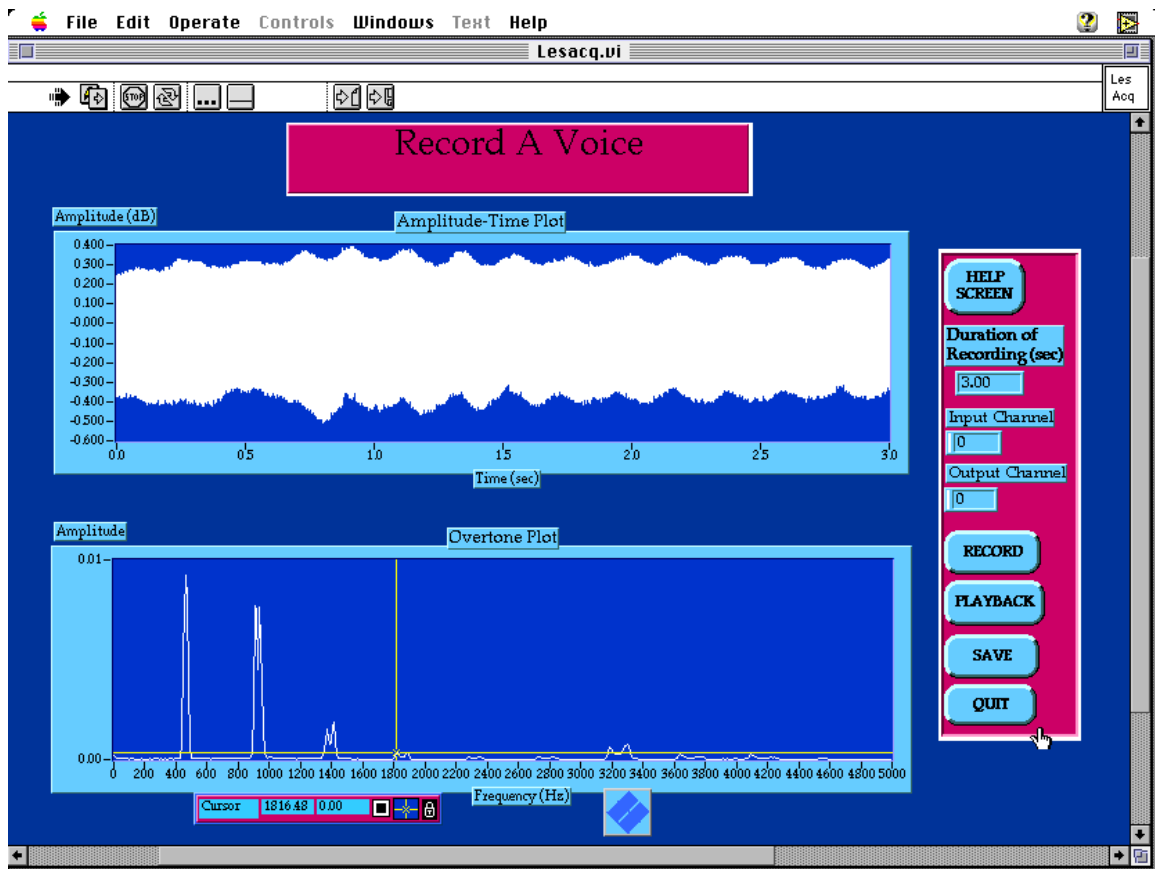 File Edit Operate Controls Windows Text Help
Lesacq.vi
STOP
Les
Acq
Record A Voice
Amplitude (dB)
Amplitude-Time Plot
0.400
0.300
0.200
0.100
-0.000
-0.100
-0.200
-0.300
-0.400
-0.500
-0.600
0.0 0.5 1.0 1.5 2.0 2.5 3.0
Time (sec)
HELP
SCREEN
Duration of
Recording (sec)
3.00
Input Channel
0
Output Channel
0
RECORD
PLAYBACK
SAVE
QUIT
Amplitude
Overtone Plot
0.01
0.00
0 200 400 600 800 1000 1200 1400 1600 1800 2000 2200 2400 2600 2800 3000 3200 3400 3600 3800 4000 4200 4400 4600 4800 5000
Frequency (Hz)
Cursor 1816.48 0.00